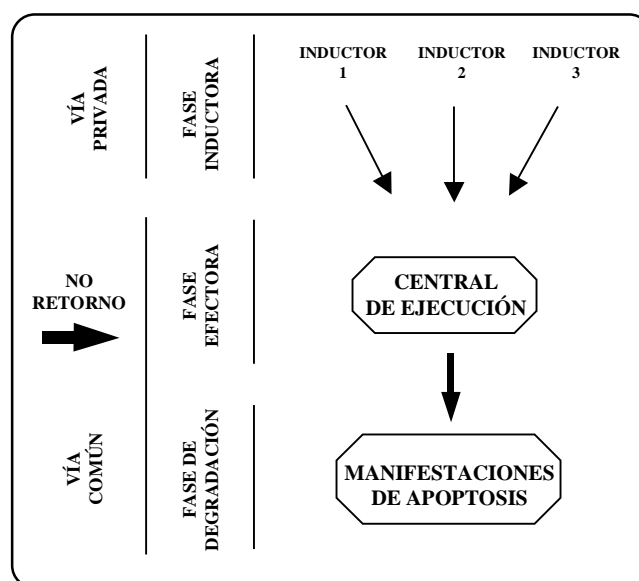 VÍA
PRIVADA
FASE
INDUCTORA
INDUCTOR
1
INDUCTOR
2
INDUCTOR
3
NO
RETORNO
FASE
EFECTORA
CENTRAL
DE EJECUCIÓN
VÍA
COMÚN
FASE DE
DEGRADACIÓN
MANIFESTACIONES
DE APOPTOSIS